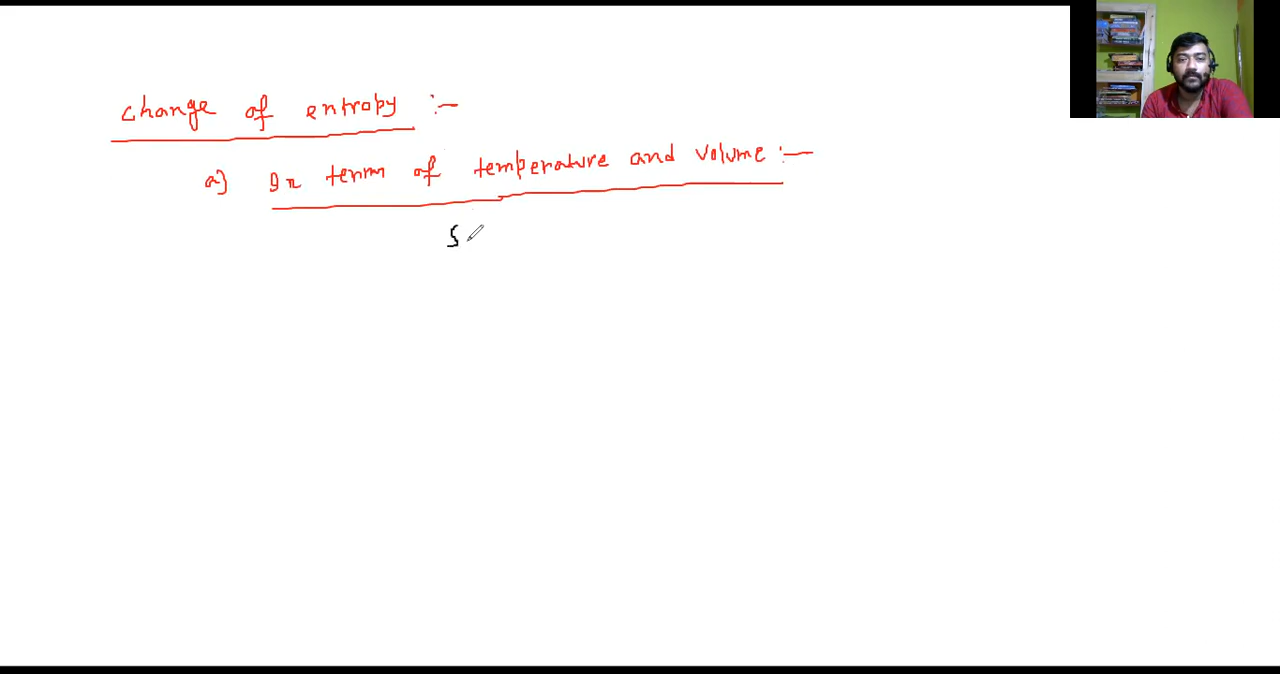 change of entropy :-
a) In term of temperature and volume :-
S